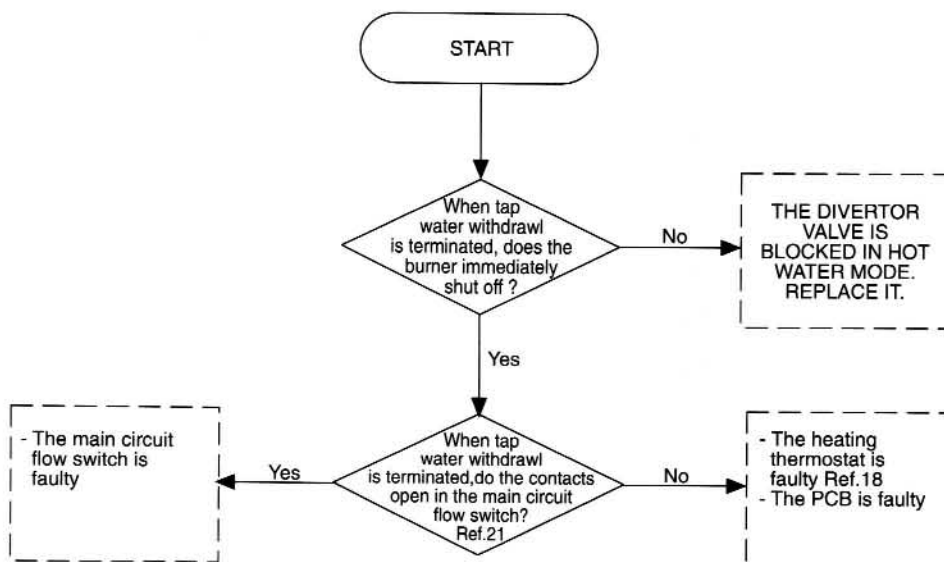 START
When tap
water withdrawl
is terminated, does the
burner immediately
shut off ?
No
THE DIVERTOR
VALVE IS
BLOCKED IN HOT
WATER MODE.
REPLACE IT.
Yes
- The main circuit
flow switch is
faulty
Yes
When tap
water withdrawl
is terminated,do the contacts
open in the main circuit
flow switch?
Ref.21
No
- The heating
thermostat is
faulty Ref.18
- The PCB is faulty